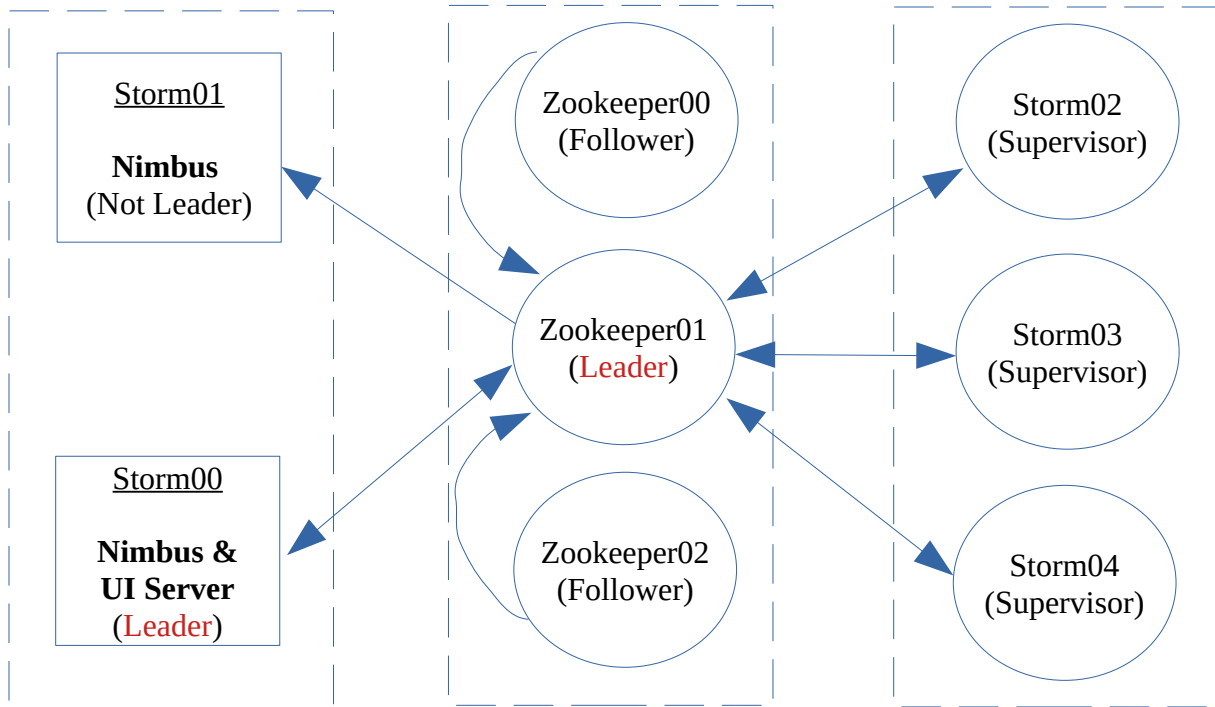 Storm01
Nimbus
(Not Leader)
Storm00
Nimbus &
UI Server
(Leader)
Zookeeper00
(Follower)
Zookeeper01
(Leader)
Zookeeper02
(Follower)
Storm02
(Supervisor)
Storm03
(Supervisor)
Storm04
(Supervisor)